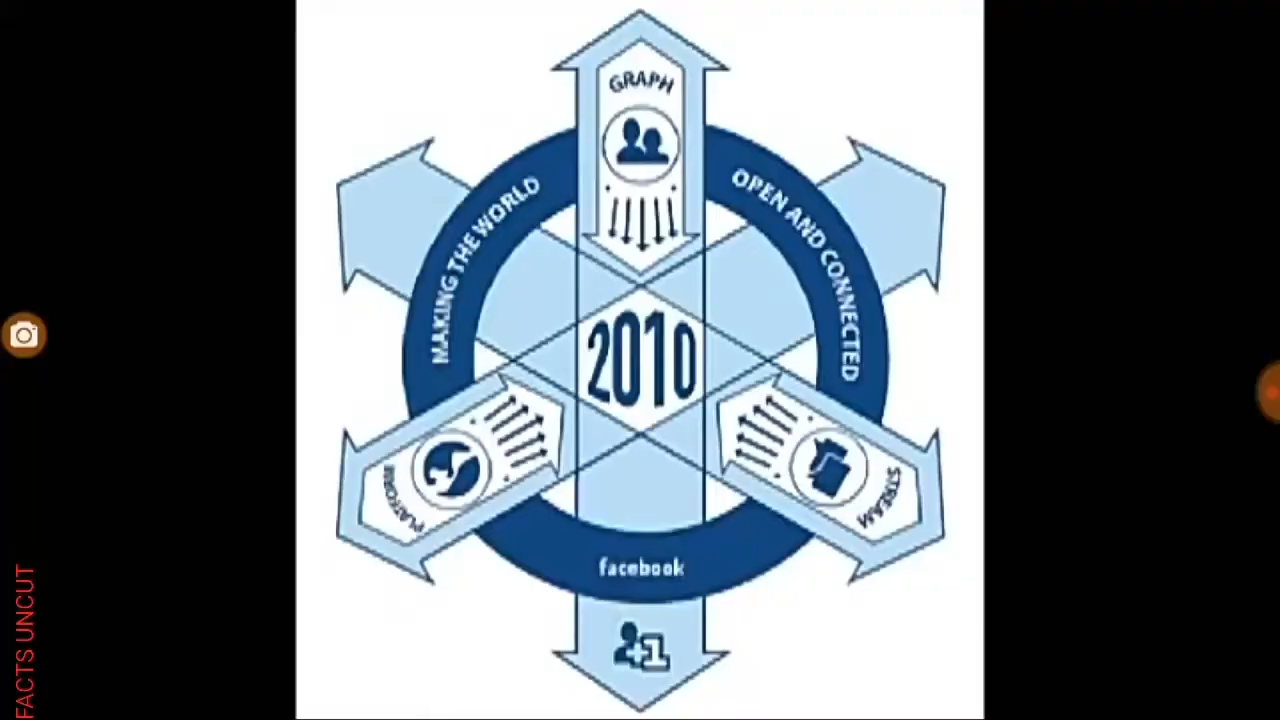 GRAPH
MAKING THE WORLD
OPEN AND CONNECTED
2010
PLATFORM
STREAM
facebook
+1
FACTS UNCUT